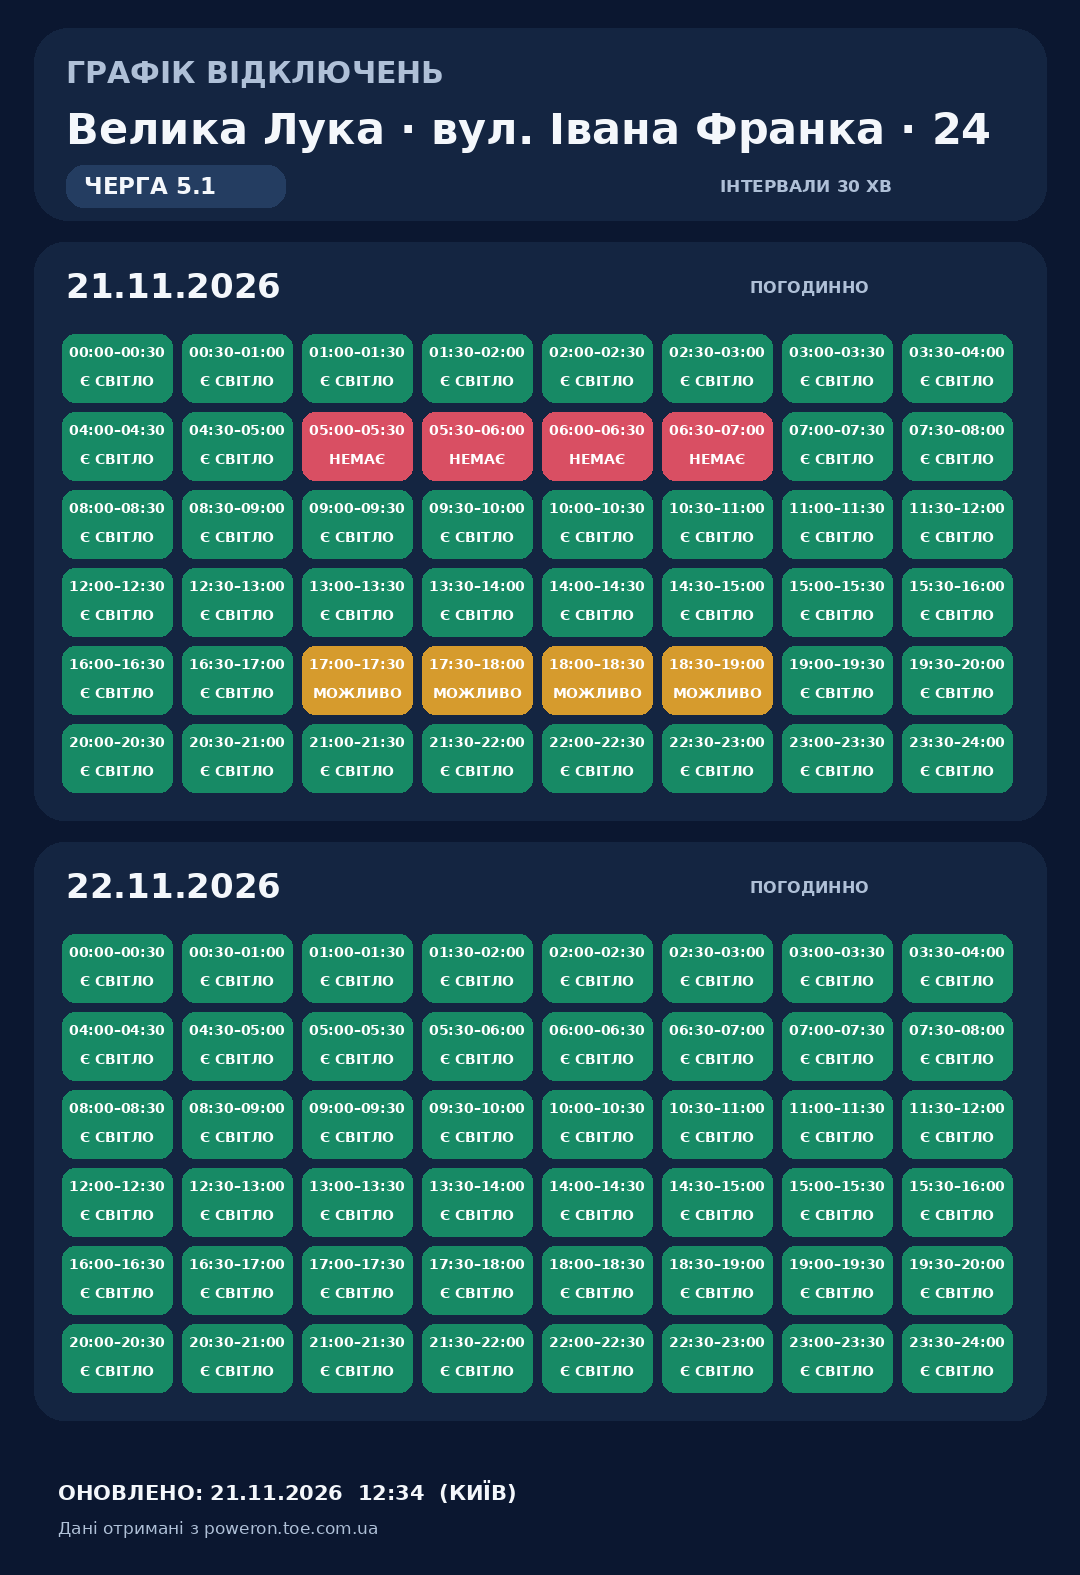 ГРАФІК ВІДКЛЮЧЕНЬ
Велика Лука · вул. Івана Франка · 24
ЧЕРГА 5.1 ІНТЕРВАЛИ 30 ХВ
21.11.2026 ПОГОДИННО
00:00–00:30 00:30–01:00 01:00–01:30 01:30–02:00 02:00–02:30 02:30–03:00 03:00–03:30 03:30–04:00
Є СВІТЛО Є СВІТЛО Є СВІТЛО Є СВІТЛО Є СВІТЛО Є СВІТЛО Є СВІТЛО Є СВІТЛО
04:00–04:30 04:30–05:00 05:00–05:30 05:30–06:00 06:00–06:30 06:30–07:00 07:00–07:30 07:30–08:00
Є СВІТЛО Є СВІТЛО НЕМАЄ НЕМАЄ НЕМАЄ НЕМАЄ Є СВІТЛО Є СВІТЛО
08:00–08:30 08:30–09:00 09:00–09:30 09:30–10:00 10:00–10:30 10:30–11:00 11:00–11:30 11:30–12:00
Є СВІТЛО Є СВІТЛО Є СВІТЛО Є СВІТЛО Є СВІТЛО Є СВІТЛО Є СВІТЛО Є СВІТЛО
12:00–12:30 12:30–13:00 13:00–13:30 13:30–14:00 14:00–14:30 14:30–15:00 15:00–15:30 15:30–16:00
Є СВІТЛО Є СВІТЛО Є СВІТЛО Є СВІТЛО Є СВІТЛО Є СВІТЛО Є СВІТЛО Є СВІТЛО
16:00–16:30 16:30–17:00 17:00–17:30 17:30–18:00 18:00–18:30 18:30–19:00 19:00–19:30 19:30–20:00
Є СВІТЛО Є СВІТЛО МОЖЛИВО МОЖЛИВО МОЖЛИВО МОЖЛИВО Є СВІТЛО Є СВІТЛО
20:00–20:30 20:30–21:00 21:00–21:30 21:30–22:00 22:00–22:30 22:30–23:00 23:00–23:30 23:30–24:00
Є СВІТЛО Є СВІТЛО Є СВІТЛО Є СВІТЛО Є СВІТЛО Є СВІТЛО Є СВІТЛО Є СВІТЛО
22.11.2026 ПОГОДИННО
00:00–00:30 00:30–01:00 01:00–01:30 01:30–02:00 02:00–02:30 02:30–03:00 03:00–03:30 03:30–04:00
Є СВІТЛО Є СВІТЛО Є СВІТЛО Є СВІТЛО Є СВІТЛО Є СВІТЛО Є СВІТЛО Є СВІТЛО
04:00–04:30 04:30–05:00 05:00–05:30 05:30–06:00 06:00–06:30 06:30–07:00 07:00–07:30 07:30–08:00
Є СВІТЛО Є СВІТЛО Є СВІТЛО Є СВІТЛО Є СВІТЛО Є СВІТЛО Є СВІТЛО Є СВІТЛО
08:00–08:30 08:30–09:00 09:00–09:30 09:30–10:00 10:00–10:30 10:30–11:00 11:00–11:30 11:30–12:00
Є СВІТЛО Є СВІТЛО Є СВІТЛО Є СВІТЛО Є СВІТЛО Є СВІТЛО Є СВІТЛО Є СВІТЛО
12:00–12:30 12:30–13:00 13:00–13:30 13:30–14:00 14:00–14:30 14:30–15:00 15:00–15:30 15:30–16:00
Є СВІТЛО Є СВІТЛО Є СВІТЛО Є СВІТЛО Є СВІТЛО Є СВІТЛО Є СВІТЛО Є СВІТЛО
16:00–16:30 16:30–17:00 17:00–17:30 17:30–18:00 18:00–18:30 18:30–19:00 19:00–19:30 19:30–20:00
Є СВІТЛО Є СВІТЛО Є СВІТЛО Є СВІТЛО Є СВІТЛО Є СВІТЛО Є СВІТЛО Є СВІТЛО
20:00–20:30 20:30–21:00 21:00–21:30 21:30–22:00 22:00–22:30 22:30–23:00 23:00–23:30 23:30–24:00
Є СВІТЛО Є СВІТЛО Є СВІТЛО Є СВІТЛО Є СВІТЛО Є СВІТЛО Є СВІТЛО Є СВІТЛО
ОНОВЛЕНО: 21.11.2026 12:34 (КИЇВ)
Дані отримані з poweron.toe.com.ua